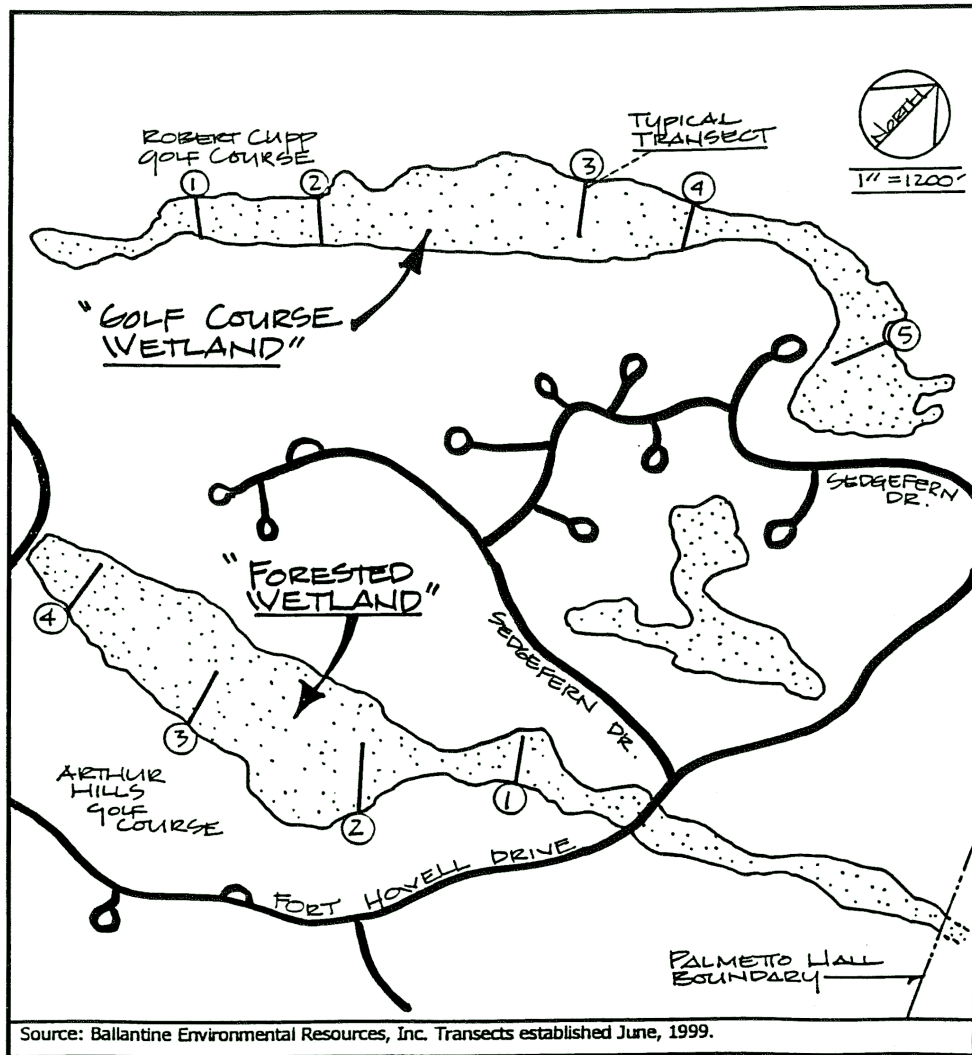 ROBERT CUPP
GOLF COURSE
TYPICAL
TRANSECT
NORTH
1" = 1200'
1
2
3
4
5
"GOLF COURSE
WETLAND"
SEDGEFERN
DR.
"FORESTED
WETLAND"
SEDGEFERN DR
4
3
2
1
ARTHUR
HILLS
GOLF
COURSE
FORT HOWELL DRIVE
PALMETTO HALL
BOUNDARY
Source: Ballantine Environmental Resources, Inc. Transects established June, 1999.